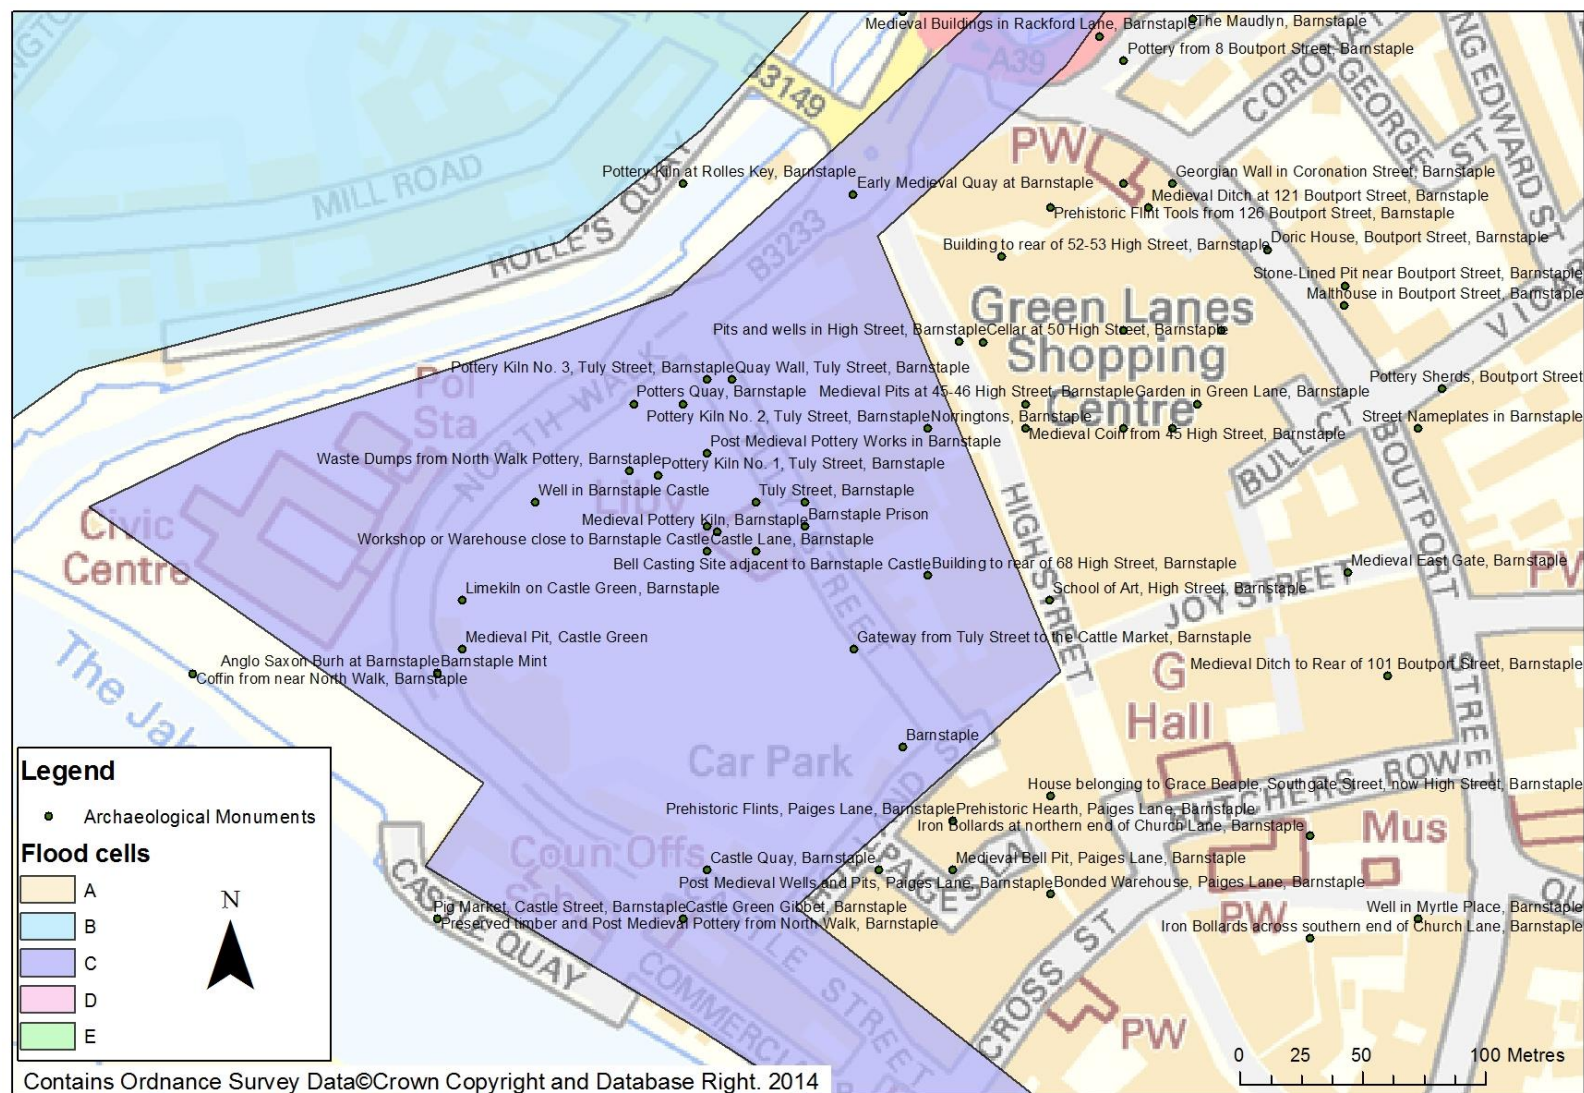 Medieval Buildings in Rackford Lane, Barnstaple
The Maudlyn, Barnstaple
A39
Pottery from 8 Boutport Street, Barnstaple
B3149
GEORGE ST
KING EDWARD ST
PW
MILL ROAD
ROLLE'S QUAY
Pottery Kiln at Rolles Key, Barnstaple
Early Medieval Quay at Barnstaple
Georgian Wall in Coronation Street, Barnstaple
Medieval Ditch at 121 Boutport Street, Barnstaple
Prehistoric Flint Tools from 126 Boutport Street, Barnstaple
B3233
Building to rear of 52-53 High Street, Barnstaple
Doric House, Boutport Street, Barnstaple
Stone-Lined Pit near Boutport Street, Barnstaple
Malthouse in Boutport Street, Barnstaple
Green Lanes
Shopping
Centre
Pits and wells in High Street, Barnstaple
Cellar at 50 High Street, Barnstaple
Pottery Kiln No. 3, Tuly Street, Barnstaple
Quay Wall, Tuly Street, Barnstaple
Pottery Sherds, Boutport Street
Pol
Sta
NORTH WALK
Potters Quay, Barnstaple
Medieval Pits at 45-46 High Street, Barnstaple
Garden in Green Lane, Barnstaple
Pottery Kiln No. 2, Tuly Street, Barnstaple
Norringtons, Barnstaple
Medieval Coin from 45 High Street, Barnstaple
Street Nameplates in Barnstaple
Post Medieval Pottery Works in Barnstaple
BULL CT
BOUTPORT STREET
Waste Dumps from North Walk Pottery, Barnstaple
Pottery Kiln No. 1, Tuly Street, Barnstaple
Well in Barnstaple Castle
Liby
Tuly Street, Barnstaple
HIGH STREET
Medieval Pottery Kiln, Barnstaple
Barnstaple Prison
Civic
Centre
Workshop or Warehouse close to Barnstaple Castle
Castle Lane, Barnstaple
Bell Casting Site adjacent to Barnstaple Castle
Building to rear of 68 High Street, Barnstaple
Medieval East Gate, Barnstaple
PW
Limekiln on Castle Green, Barnstaple
School of Art, High Street, Barnstaple
JOY STREET
Medieval Pit, Castle Green
Gateway from Tuly Street to the Cattle Market, Barnstaple
Anglo Saxon Burh at Barnstaple
Barnstaple Mint
Coffin from near North Walk, Barnstaple
Medieval Ditch to Rear of 101 Boutport Street, Barnstaple
G
Hall
Barnstaple
Car Park
House belonging to Grace Beaple, Southgate Street, now High Street, Barnstaple
BUTCHERS ROW
Prehistoric Flints, Paiges Lane, Barnstaple
Prehistoric Hearth, Paiges Lane, Barnstaple
Iron Bollards at northern end of Church Lane, Barnstaple
Mus
Coun Offs
Castle Quay, Barnstaple
PAIGES LA
Medieval Bell Pit, Paiges Lane, Barnstaple
Post Medieval Wells and Pits, Paiges Lane, Barnstaple
Bonded Warehouse, Paiges Lane, Barnstaple
CASTLE QUAY
Pig Market, Castle Street, Barnstaple
Castle Green Gibbet, Barnstaple
Preserved timber and Post Medieval Pottery from North Walk, Barnstaple
PW
Well in Myrtle Place, Barnstaple
Iron Bollards across southern end of Church Lane, Barnstaple
CASTLE STREET
CROSS ST
PW
Legend
Archaeological Monuments
Flood cells
A
B
C
D
E
N
0 25 50 100 Metres
Contains Ordnance Survey Data©Crown Copyright and Database Right. 2014